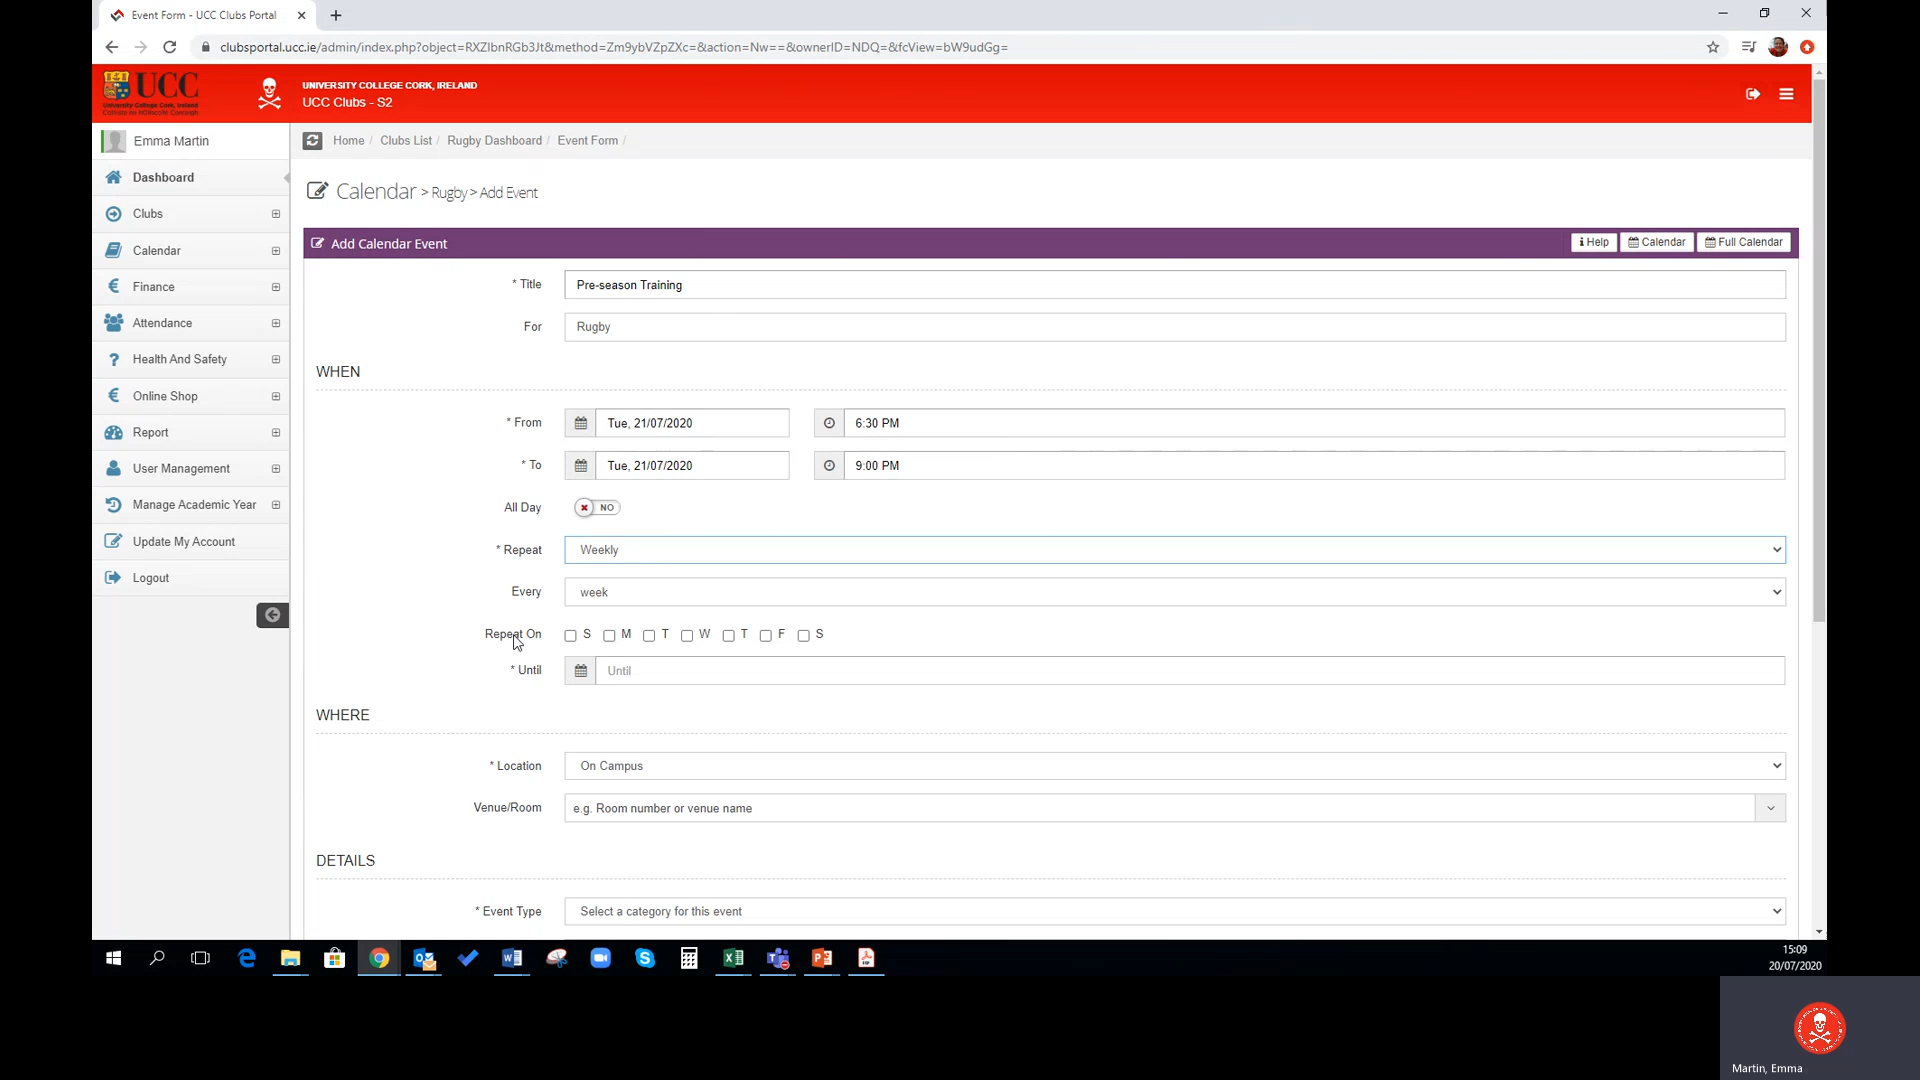 Event Form - UCC Clubs Portal
clubsportal.ucc.ie/admin/index.php?object=RXZlbnRGb3Jt&method=Zm9ybVZpZXc=&action=Nw==&ownerID=NDQ=&fcView=bW9udGg=
UCC
University College Cork, Ireland
UNIVERSITY COLLEGE CORK, IRELAND
UCC Clubs - S2
Emma Martin
Home / Clubs List / Rugby Dashboard / Event Form /
Dashboard
Clubs
Calendar
Finance
Attendance
Health And Safety
Online Shop
Report
User Management
Manage Academic Year
Update My Account
Logout
Calendar > Rugby > Add Event
Add Calendar Event
Help
Calendar
Full Calendar
* Title Pre-season Training
For Rugby
WHEN
* From Tue, 21/07/2020 6:30 PM
* To Tue, 21/07/2020 9:00 PM
All Day NO
* Repeat Weekly
Every week
Repeat On S M T W T F S
* Until Until
WHERE
* Location On Campus
Venue/Room e.g. Room number or venue name
DETAILS
* Event Type Select a category for this event
15:09
20/07/2020
Martin, Emma